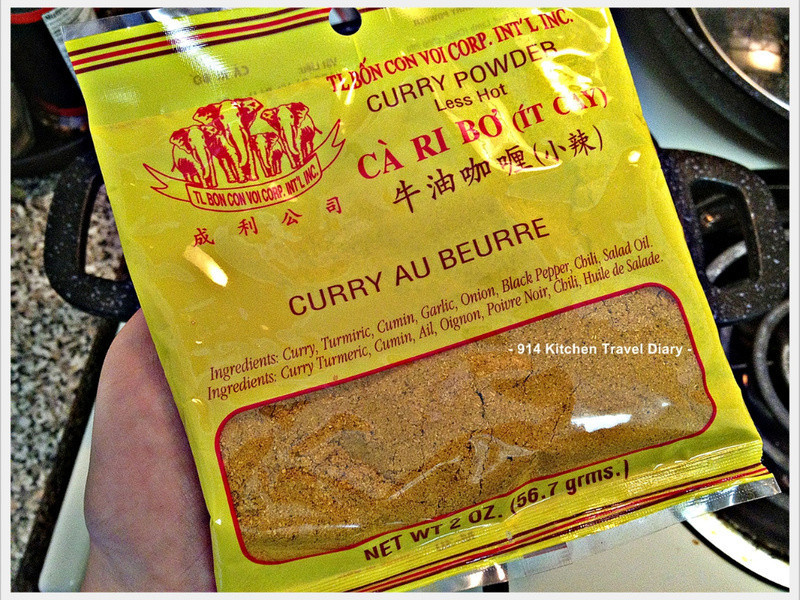 TL BỐN CON VOI CORP. INT'L INC.
CURRY POWDER
Less Hot
CÀ RI BƠ (ÍT CAY)
牛油咖喱(小辣)
TL BON CON VOI CORP. INT'L INC.
成利公司
CURRY AU BEURRE
Ingredients: Curry, Turmiric, Cumin, Garlic, Onion, Black Pepper, Chili, Salad Oil.
Ingredients: Curry Turmeric, Cumin, Ail, Oignon, Poivre Noir, Chili, Huile de Salade.
- 914 Kitchen Travel Diary -
NET WT 2 OZ. (56.7 grms.)